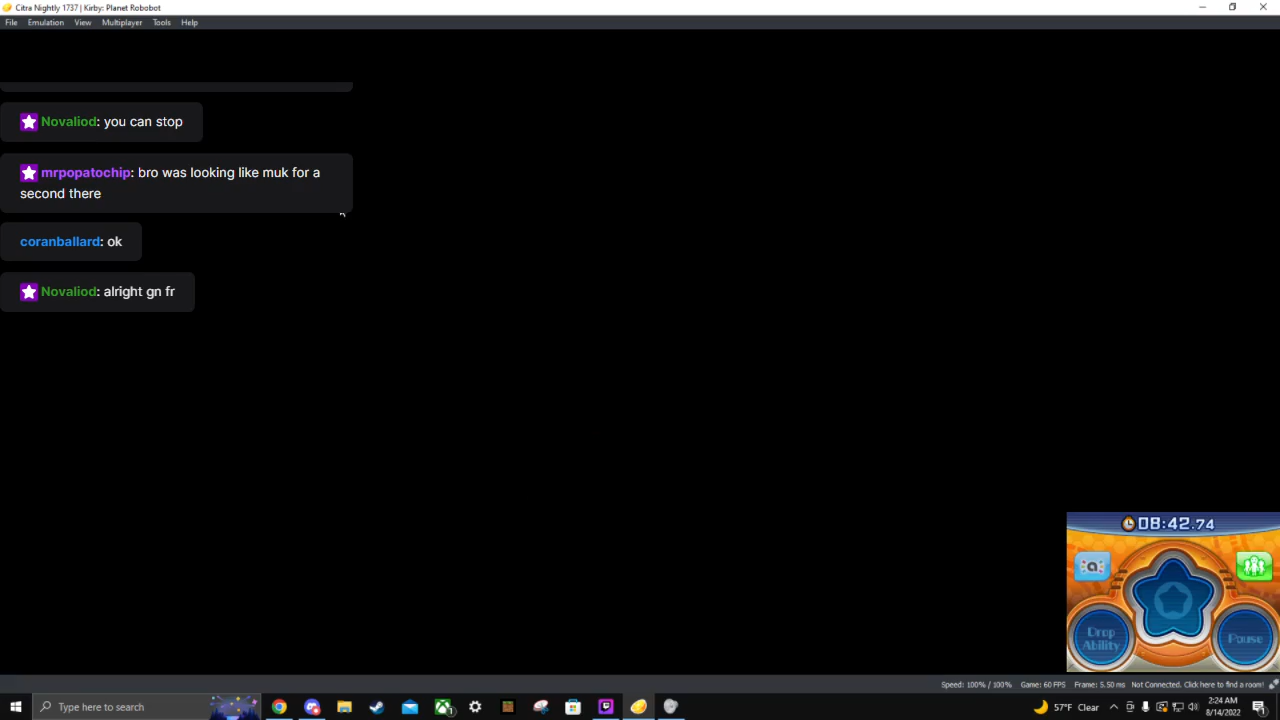 Citra Nightly 1737 | Kirby: Planet Robobot
File Emulation View Multiplayer Tools Help
Novaliod: you can stop
mrpopatochip: bro was looking like muk for a
second there
coranballard: ok
Novaliod: alright gn fr
08:42.74
a
Drop
Ability
Pause
Speed: 100% / 100% Game: 60 FPS Frame: 5.50 ms Not Connected. Click here to find a room!
Type here to search
57°F Clear
2:24 AM
8/14/2022